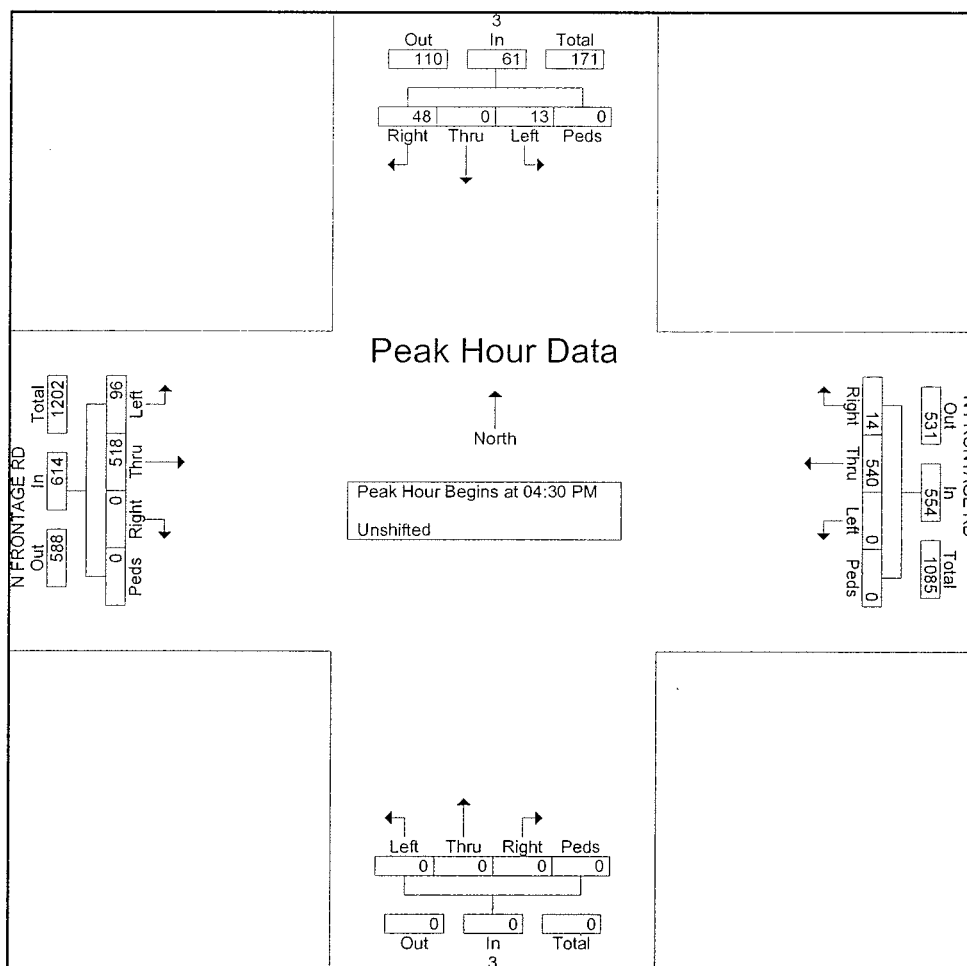 3
Out In Total
110 61 171
48 0 13 0
Right Thru Left Peds
Peak Hour Data
North
Peak Hour Begins at 04:30 PM
Unshifted
N FRONTAGE RD
Out In Total
588 614 1202
96 518 0 0
Left Thru Right Peds
N FRONTAGE RD
Out In Total
531 554 1085
14 540 0 0
Right Thru Left Peds
Left Thru Right Peds
0 0 0 0
0 0 0
Out In Total
3